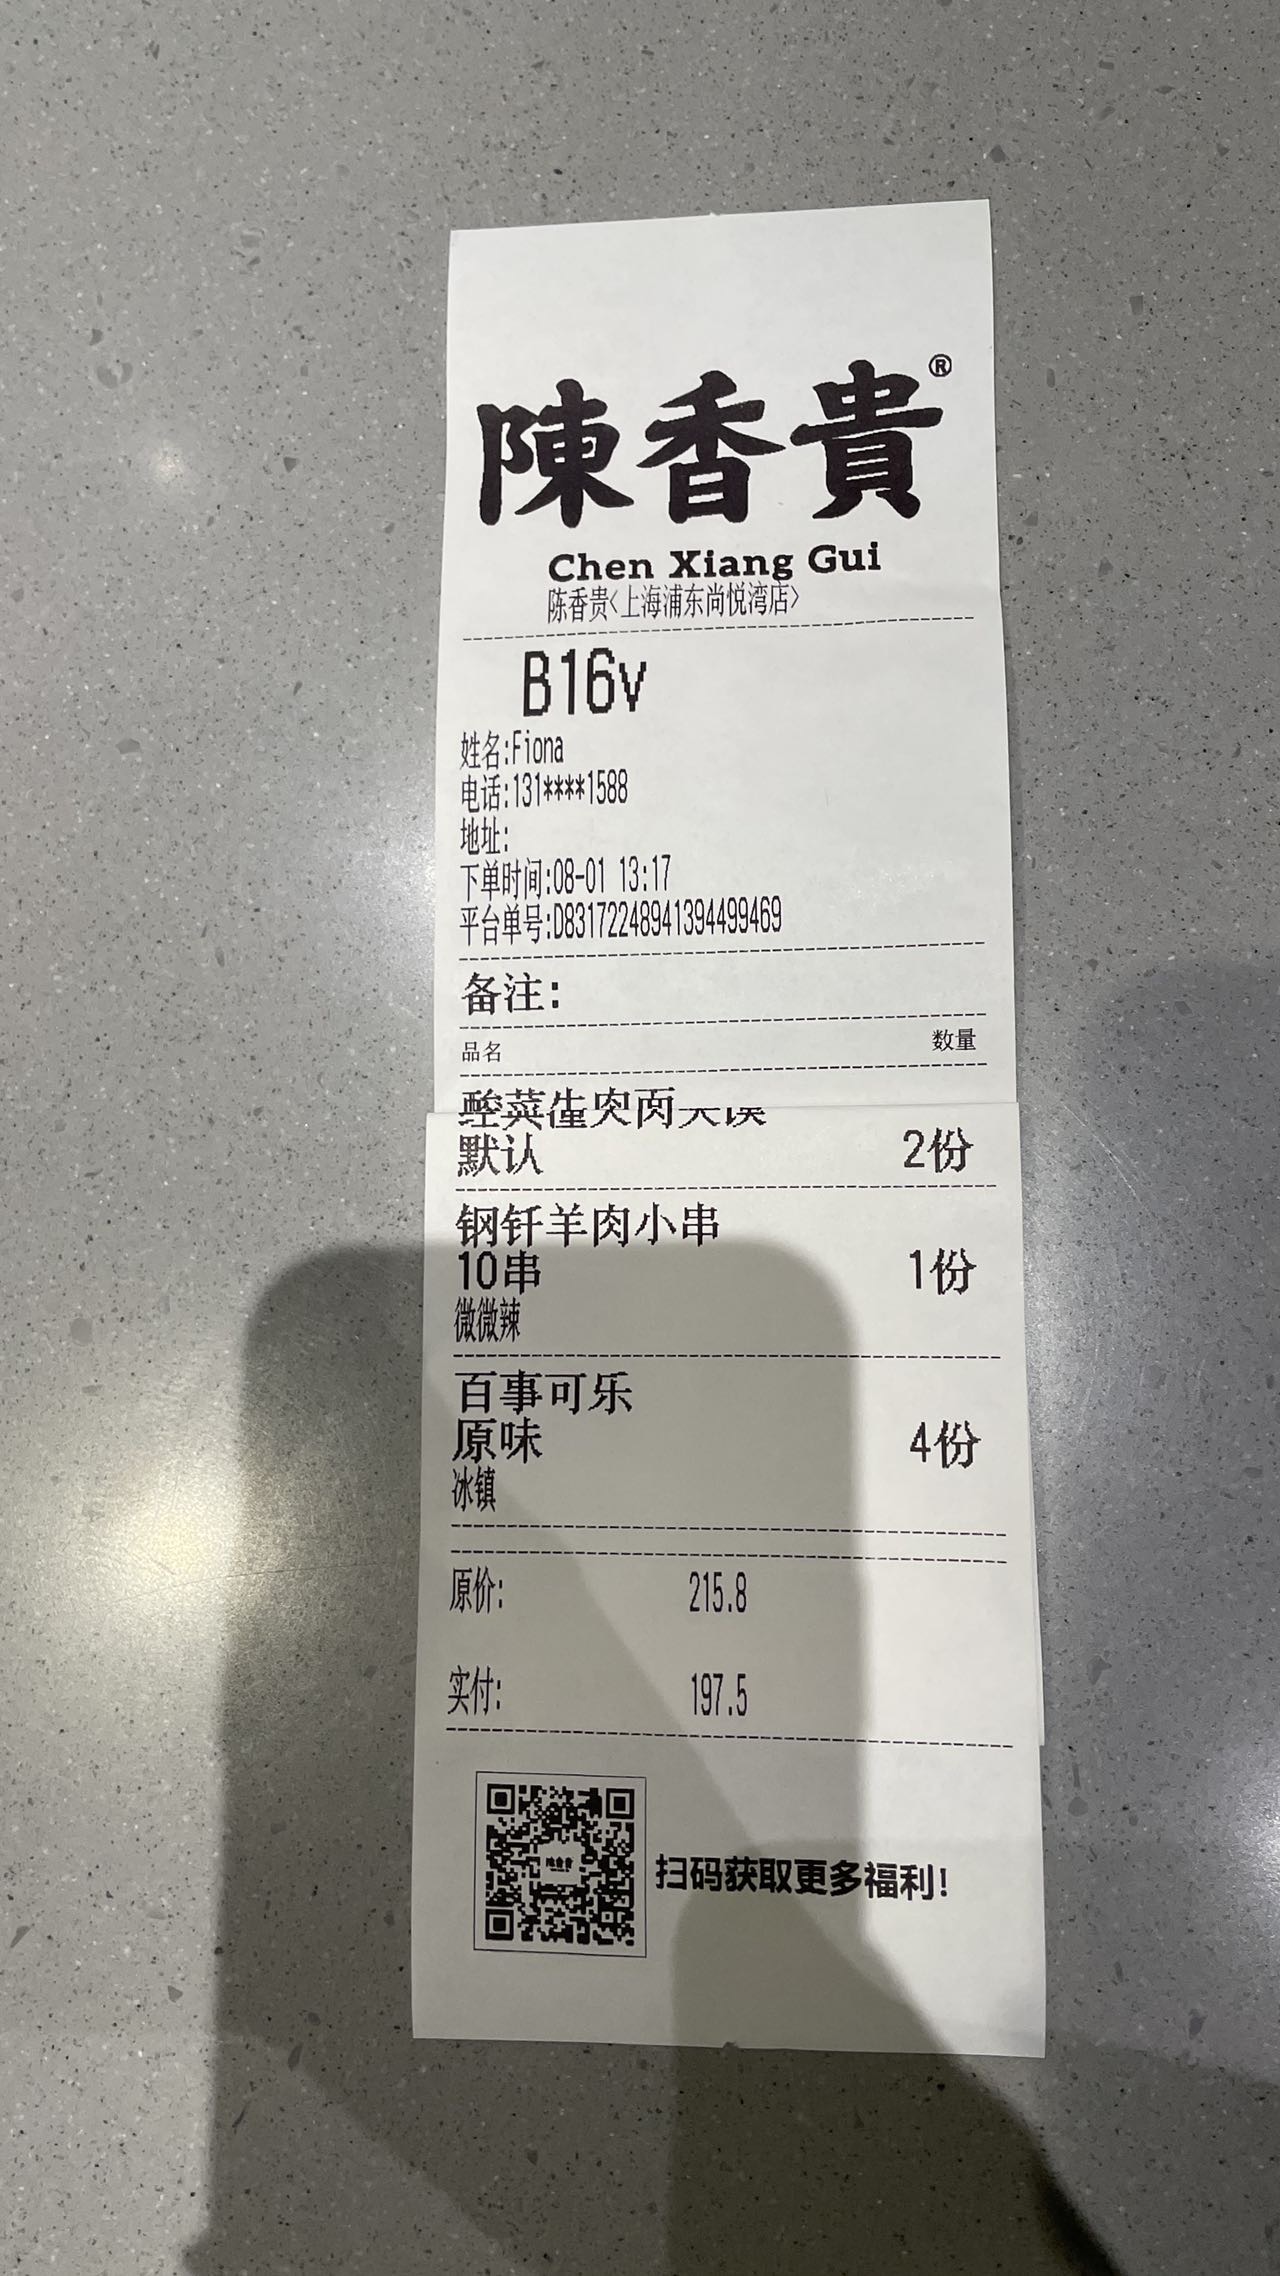 陳香貴®
Chen Xiang Gui
陈香贵<上海浦东尚悦湾店>
B16v
姓名:Fiona
电话:131****1588
地址:
下单时间:08-01 13:17
平台单号:D831722489413944 99469
备注:
品名 数量
默认 2份
钢钎羊肉小串
10串 1份
微微辣
百事可乐
原味 4份
冰镇
原价: 215.8
实付: 197.5
扫码获取更多福利!